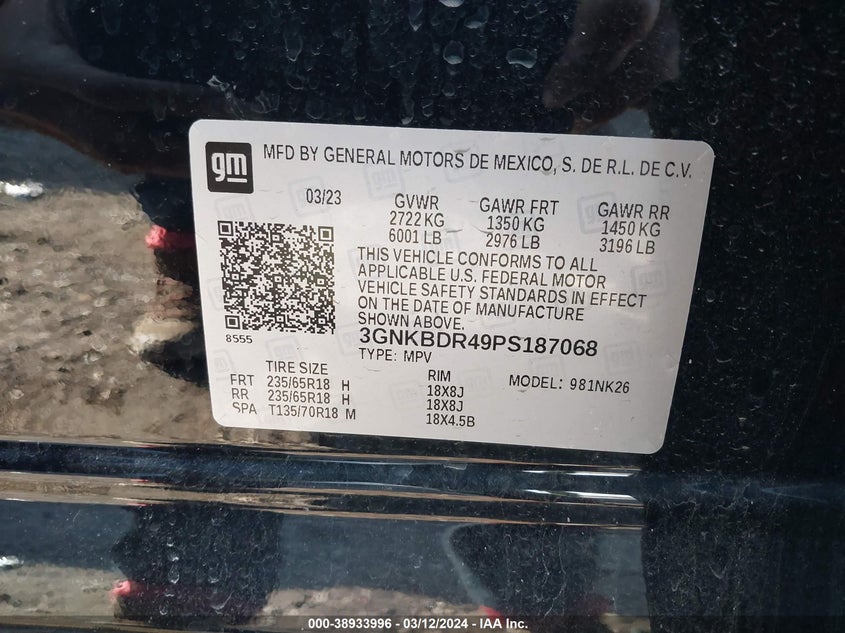 gm MFD BY GENERAL MOTORS DE MEXICO, S. DE R.L. DE C.V.
03/23 GVWR GAWR FRT GAWR RR
2722 KG 1350 KG 1450 KG
6001 LB 2976 LB 3196 LB
THIS VEHICLE CONFORMS TO ALL
APPLICABLE U.S. FEDERAL MOTOR
VEHICLE SAFETY STANDARDS IN EFFECT
ON THE DATE OF MANUFACTURE
SHOWN ABOVE.
8555 3GNKBDR49PS187068
TYPE: MPV
TIRE SIZE RIM MODEL: 981NK26
FRT 235/65R18 H 18X8J
RR 235/65R18 H 18X8J
SPA T135/70R18 M 18X4.5B
000-38933996 - 03/12/2024 - IAA Inc.